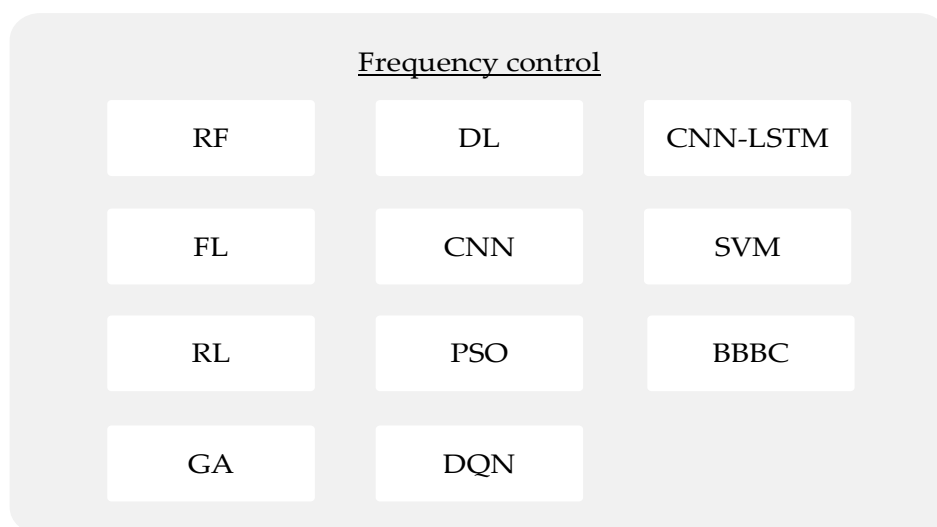 Frequency control
RF DL CNN-LSTM
FL CNN SVM
RL PSO BBBC
GA DQN